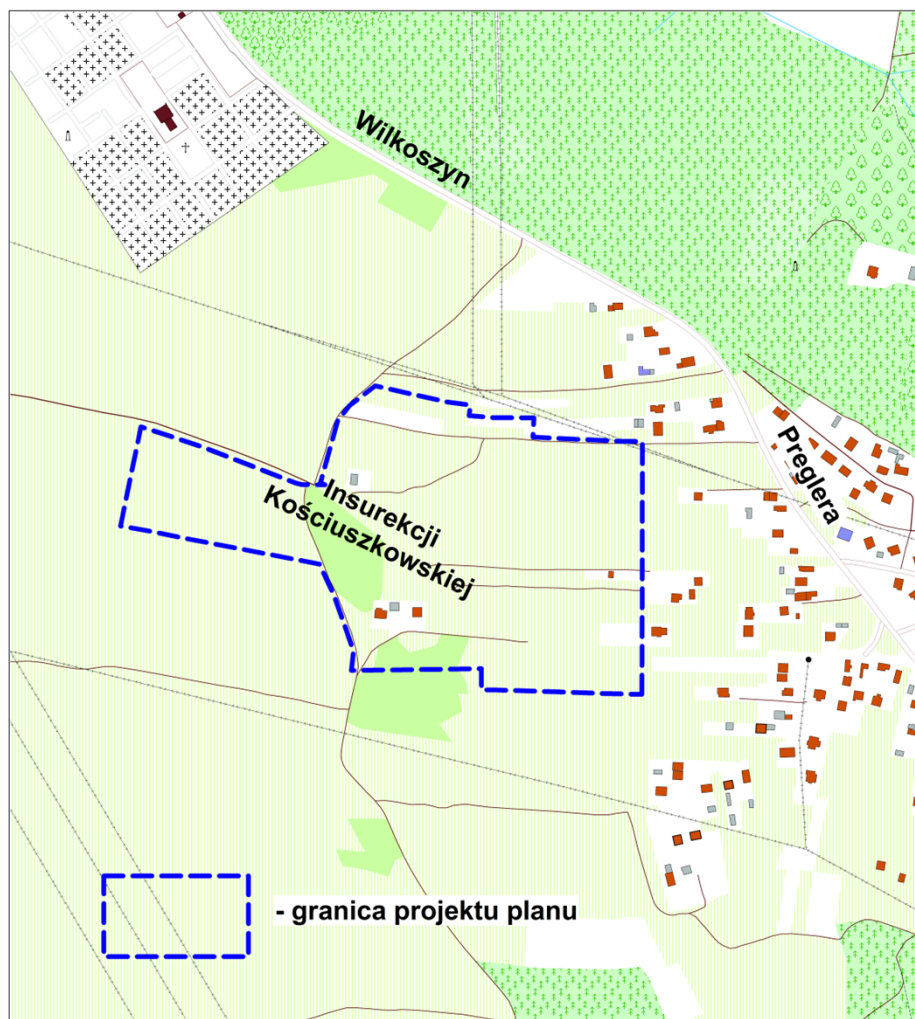 Wilkoszyn
Preglera
Insurekcji
Kościuszkowskiej
- granica projektu planu